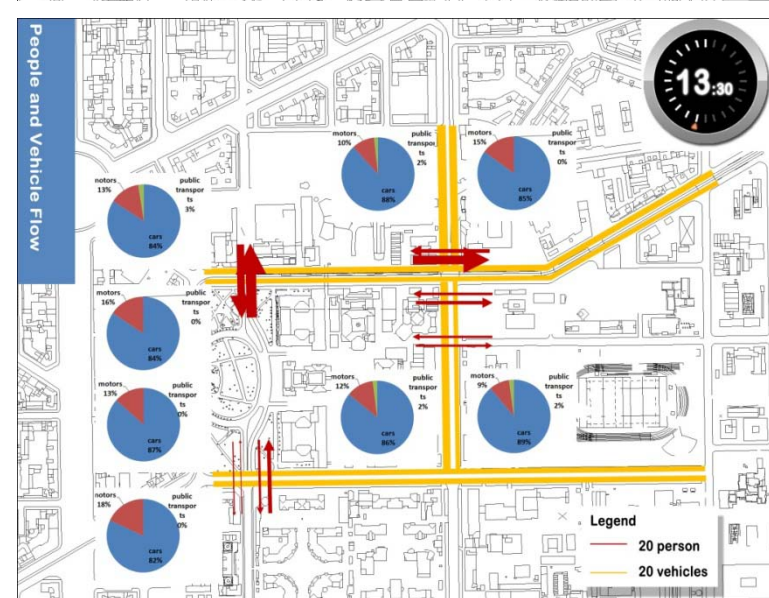 People and Vehicle Flow
13:30
motors
10%
public
transpor
ts
2%
cars
88%
motors
15%
public
transpor
ts
0%
cars
85%
notors
13%
public
transpor
ts
3%
cars
84%
motors
16%
public
transpor
ts
0%
cars
84%
motors
13%
public
transpor
ts
0%
cars
87%
motors
12%
public
transpor
ts
2%
cars
86%
motors
9%
public
transpor
ts
2%
cars
89%
motors
18%
public
transpor
ts
0%
cars
82%
Legend
20 person
20 vehicles